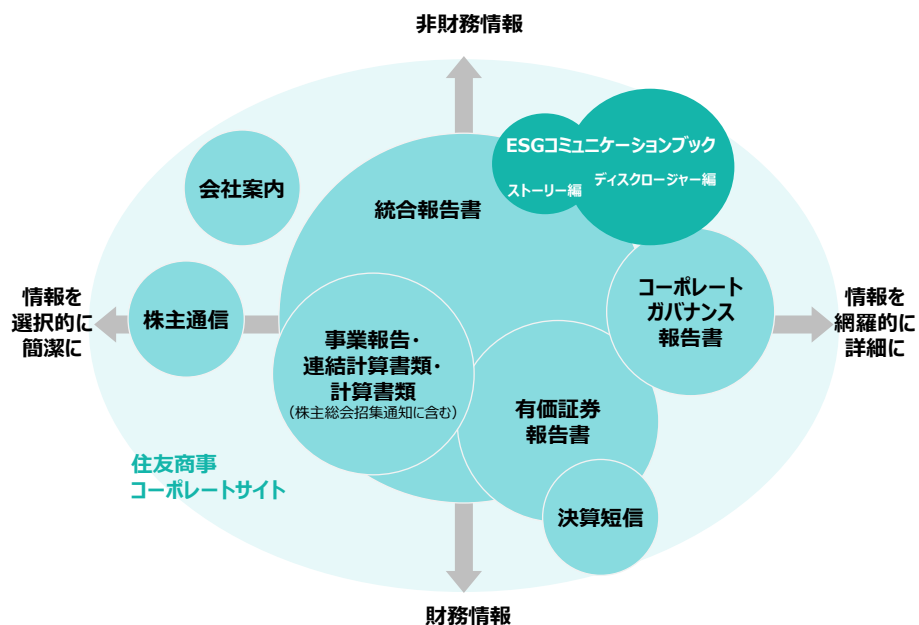 非財務情報
ESGコミュニケーションブック
ストーリー編
ディスクロージャー編
会社案内
統合報告書
コーポレート
ガバナンス
報告書
情報を
選択的に
簡潔に
株主通信
情報を
網羅的に
詳細に
事業報告・
連結計算書類・
計算書類
（株主総会招集通知に含む）
有価証券
報告書
住友商事
コーポレートサイト
決算短信
財務情報